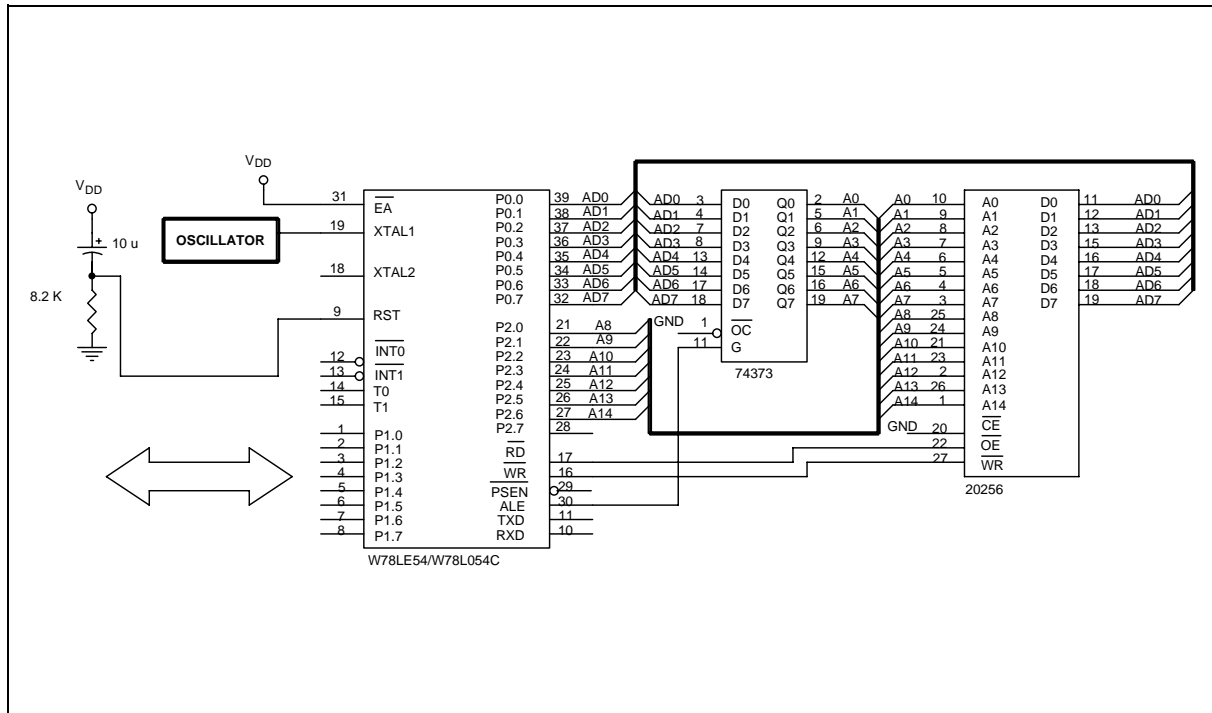 VDD
VDD
10 u
8.2 K
OSCILLATOR
31 EA
19 XTAL1
18 XTAL2
9 RST
12 INT0
13 INT1
14 T0
15 T1
1 P1.0
2 P1.1
3 P1.2
4 P1.3
5 P1.4
6 P1.5
7 P1.6
8 P1.7
P0.0 39 AD0
P0.1 38 AD1
P0.2 37 AD2
P0.3 36 AD3
P0.4 35 AD4
P0.5 34 AD5
P0.6 33 AD6
P0.7 32 AD7
P2.0 21 A8
P2.1 22 A9
P2.2 23 A10
P2.3 24 A11
P2.4 25 A12
P2.5 26 A13
P2.6 27 A14
P2.7 28
RD 17
WR 16
PSEN 29
ALE 30
TXD 11
RXD 10
W78LE54/W78L054C
AD0 3 D0 Q0 2 A0
AD1 4 D1 Q1 5 A1
AD2 7 D2 Q2 6 A2
AD3 8 D3 Q3 9 A3
AD4 13 D4 Q4 12 A4
AD5 14 D5 Q5 15 A5
AD6 17 D6 Q6 16 A6
AD7 18 D7 Q7 19 A7
GND 1 OC
11 G
74373
A0 10 A0 D0 11 AD0
A1 9 A1 D1 12 AD1
A2 8 A2 D2 13 AD2
A3 7 A3 D3 15 AD3
A4 6 A4 D4 16 AD4
A5 5 A5 D5 17 AD5
A6 4 A6 D6 18 AD6
A7 3 A7 D7 19 AD7
A8 25 A8
A9 24 A9
A10 21 A10
A11 23 A11
A12 2 A12
A13 26 A13
A14 1 A14
GND 20 CE
22 OE
27 WR
20256